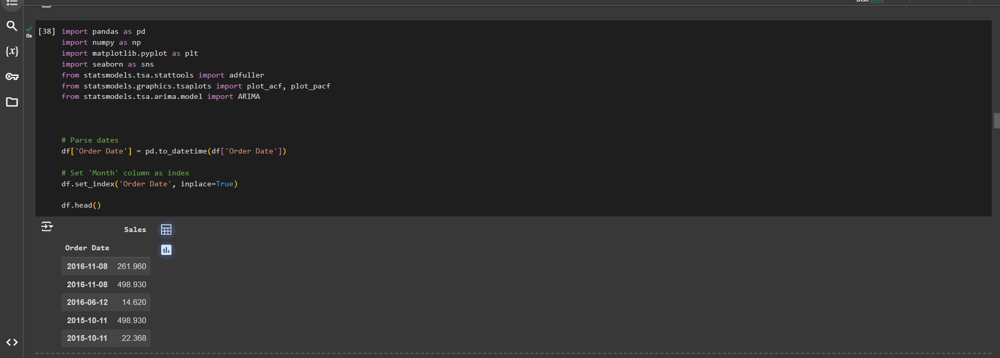 Disk
[38] import pandas as pd
0s
import numpy as np
{x}
import matplotlib.pyplot as plt
import seaborn as sns
from statsmodels.tsa.stattools import adfuller
from statsmodels.graphics.tsaplots import plot_acf, plot_pacf
from statsmodels.tsa.arima.model import ARIMA
# Parse dates
df['Order Date'] = pd.to_datetime(df['Order Date'])
# Set 'Month' column as index
df.set_index('Order Date', inplace=True)
df.head()
Sales
Order Date
2016-11-08 261.960
2016-11-08 498.930
2016-06-12 14.620
2015-10-11 498.930
2015-10-11 22.368